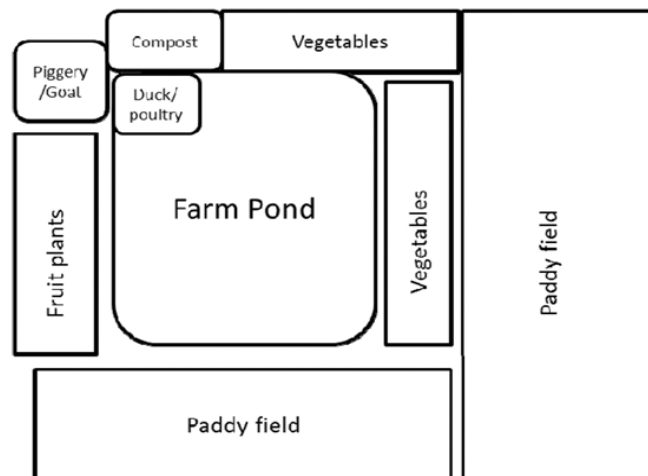 Compost
Vegetables
Piggery
/Goat
Duck/
poultry
Farm Pond
Fruit plants
Vegetables
Paddy field
Paddy field